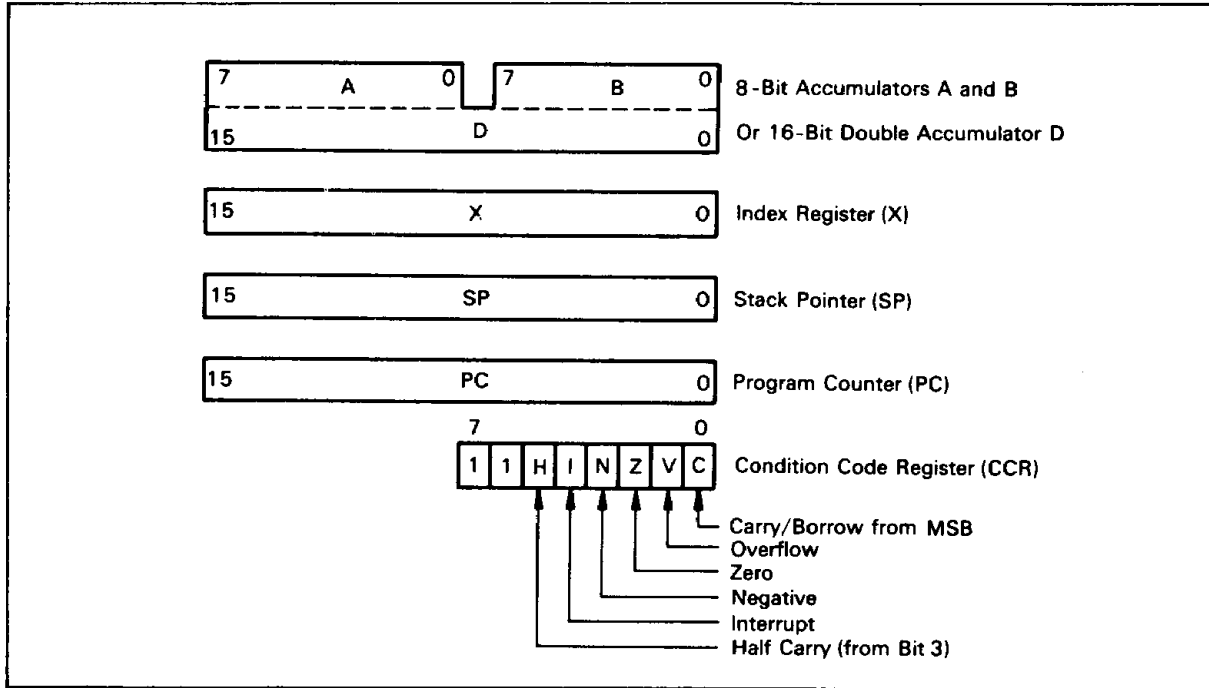 7 A 0 7 B 0 8-Bit Accumulators A and B
15 D 0 Or 16-Bit Double Accumulator D
15 X 0 Index Register (X)
15 SP 0 Stack Pointer (SP)
15 PC 0 Program Counter (PC)
7 0
1 1 H I N Z V C Condition Code Register (CCR)
Carry/Borrow from MSB
Overflow
Zero
Negative
Interrupt
Half Carry (from Bit 3)